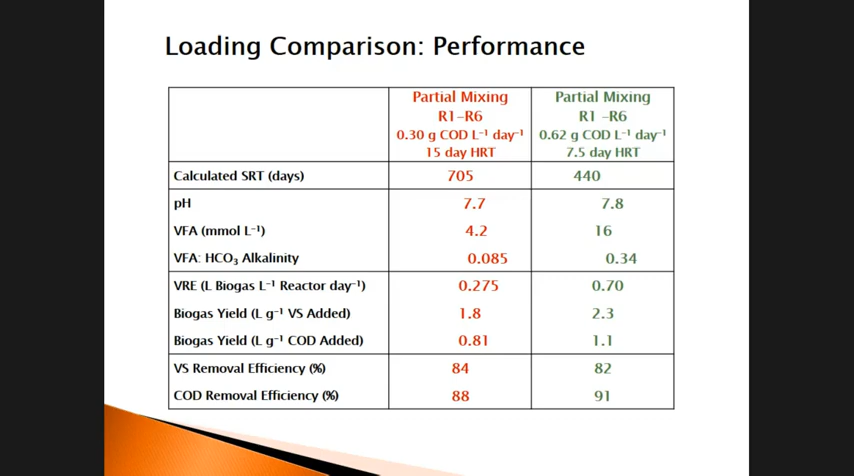 Loading Comparison: Performance
Partial Mixing Partial Mixing
R1–R6 R1 –R6
0.30 g COD L⁻¹ day⁻¹ 0.62 g COD L⁻¹ day⁻¹
15 day HRT 7.5 day HRT
Calculated SRT (days) 705 440
pH 7.7 7.8
VFA (mmol L⁻¹) 4.2 16
VFA: HCO₃ Alkalinity 0.085 0.34
VRE (L Biogas L⁻¹ Reactor day⁻¹) 0.275 0.70
Biogas Yield (L g⁻¹ VS Added) 1.8 2.3
Biogas Yield (L g⁻¹ COD Added) 0.81 1.1
VS Removal Efficiency (%) 84 82
COD Removal Efficiency (%) 88 91